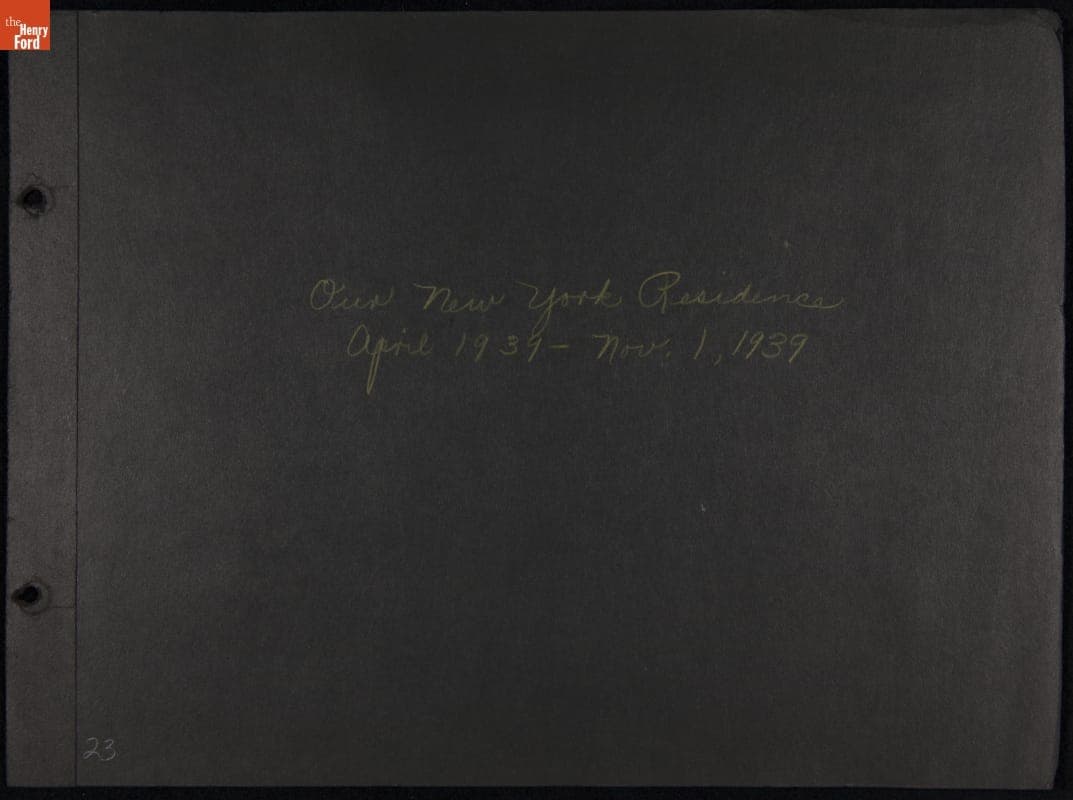 the
Henry
Ford
Our New York Residence
April 1939 - Nov. 1, 1939
23